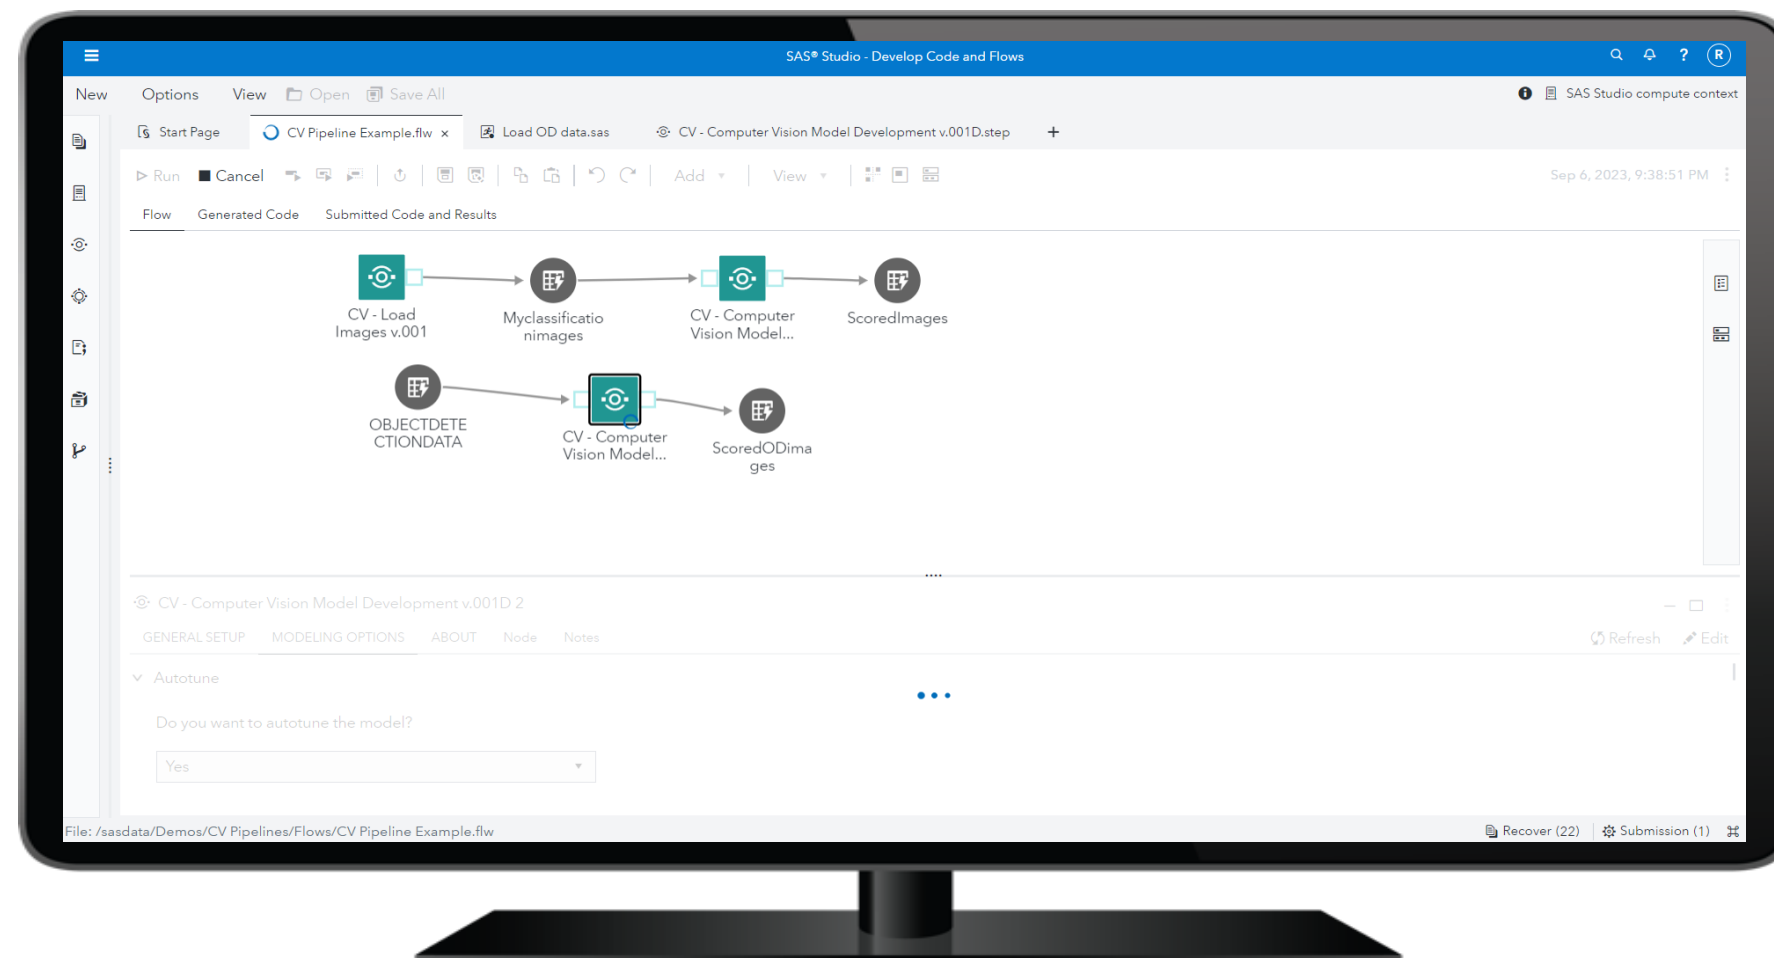 SAS® Studio - Develop Code and Flows
? R
New Options View Open Save All
SAS Studio compute context
Start Page CV Pipeline Example.flw × Load OD data.sas CV - Computer Vision Model Development v.001D.step +
Run Cancel Add View Sep 6, 2023, 9:38:51 PM
Flow Generated Code Submitted Code and Results
CV - Load
Images v.001
Myclassificatio
nimages
CV - Computer
Vision Model...
ScoredImages
OBJECTDETE
CTIONDATA
CV - Computer
Vision Model...
ScoredODima
ges
CV - Computer Vision Model Development v.001D 2
GENERAL SETUP MODELING OPTIONS ABOUT Node Notes Refresh Edit
Autotune
Do you want to autotune the model?
Yes
File: /sasdata/Demos/CV Pipelines/Flows/CV Pipeline Example.flw Recover (22) Submission (1)